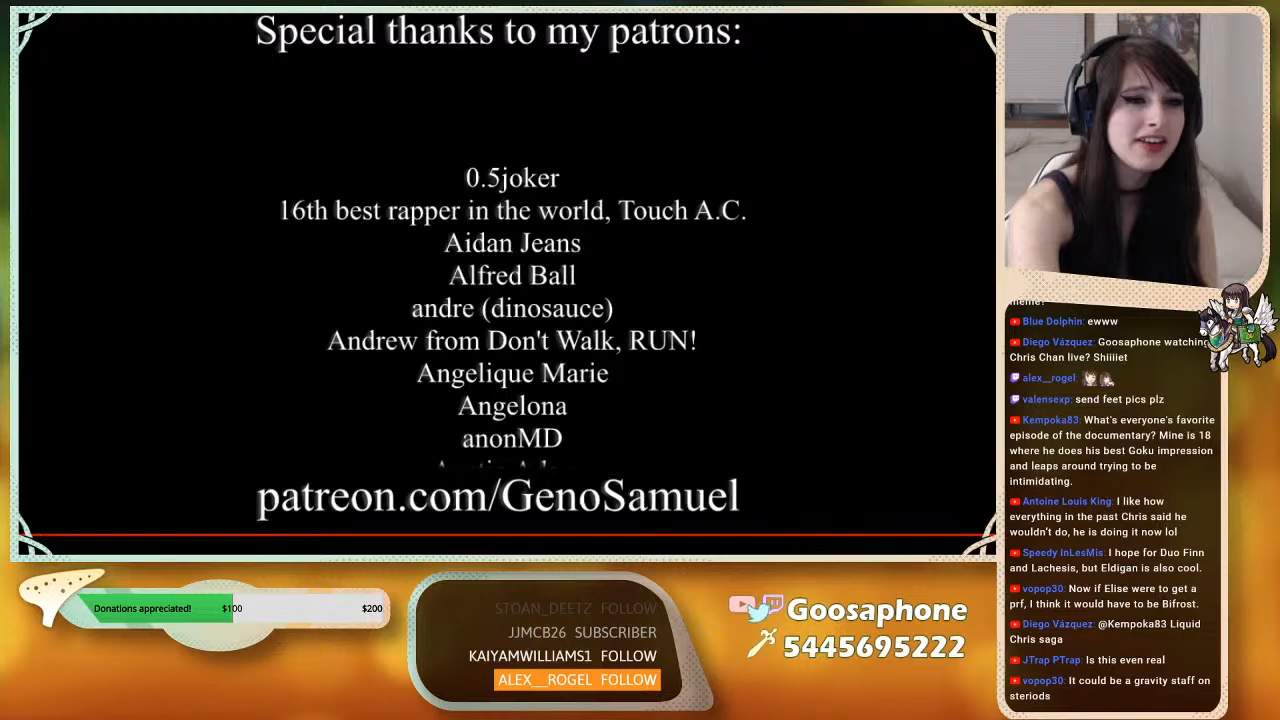 Special thanks to my patrons:
0.5joker
16th best rapper in the world, Touch A.C.
Aidan Jeans
Alfred Ball
andre (dinosauce)
Andrew from Don't Walk, RUN!
Angelique Marie
Angelona
anonMD
patreon.com/GenoSamuel
Donations appreciated!
$100
$200
STOAN_DEETZ FOLLOW
JJMCB26 SUBSCRIBER
KAIYAMWILLIAMS1 FOLLOW
ALEX__ROGEL FOLLOW
Goosaphone
5445695222
meme?
Blue Dolphin: ewww
Diego Vázquez: Goosaphone watching
Chris Chan live? Shiiiet
alex__rogel
valensexp: send feet pics plz
Kempoka83: What's everyone's favorite
episode of the documentary? Mine is 18
where he does his best Goku impression
and leaps around trying to be
intimidating.
Antoine Louis King: I like how
everything in the past Chris said he
wouldn't do, he is doing it now lol
Speedy InLesMis: I hope for Duo Finn
and Lachesis, but Eldigan is also cool.
vopop30: Now if Elise were to get a
prf, I think it would have to be Bifrost.
Diego Vázquez: @Kempoka83 Liquid
Chris saga
JTrap PTrap: Is this even real
vopop30: It could be a gravity staff on
steriods